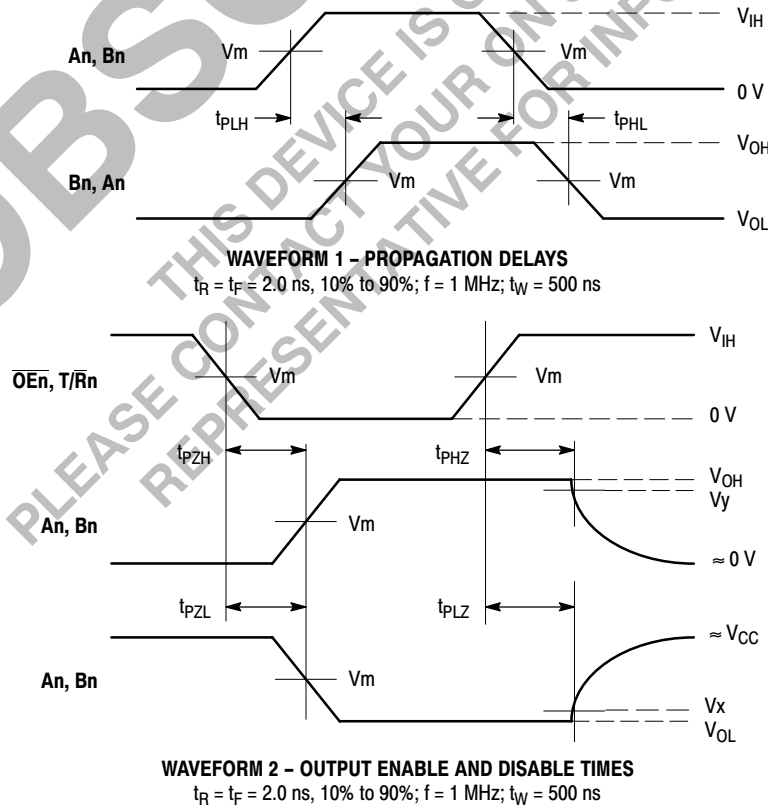 An, Bn Vm Vm V_IH
0 V
t_PLH t_PHL
Bn, An Vm Vm V_OH
V_OL
WAVEFORM 1 – PROPAGATION DELAYS
t_R = t_F = 2.0 ns, 10% to 90%; f = 1 MHz; t_W = 500 ns
O̅E̅n̅, T/R̅n Vm Vm V_IH
0 V
t_PZH t_PHZ
An, Bn Vm V_OH
Vy
≈ 0 V
t_PZL t_PLZ
An, Bn Vm ≈ V_CC
Vx
V_OL
WAVEFORM 2 – OUTPUT ENABLE AND DISABLE TIMES
t_R = t_F = 2.0 ns, 10% to 90%; f = 1 MHz; t_W = 500 ns
THIS DEVICE IS
PLEASE CONTACT YOUR ON
REPRESENTATIVE FOR INF